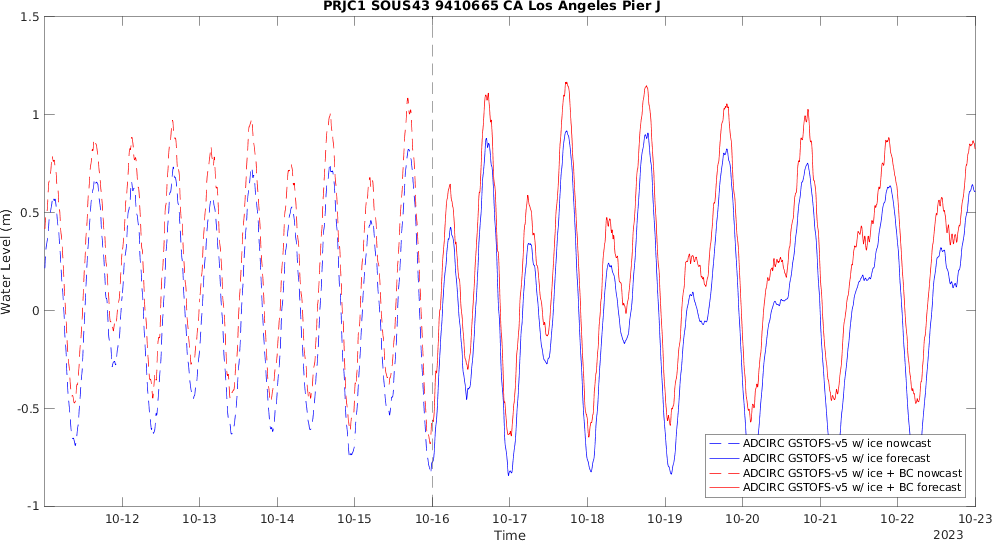 PRJC1 SOUS43 9410665 CA Los Angeles Pier J
1.5
1
0.5
0
-0.5
-1
Water Level (m)
10-12
10-13
10-14
10-15
10-16
10-17
10-18
10-19
10-20
10-21
10-22
10-23
Time
2023
ADCIRC GSTOFS-v5 w/ ice nowcast
ADCIRC GSTOFS-v5 w/ ice forecast
ADCIRC GSTOFS-v5 w/ ice + BC nowcast
ADCIRC GSTOFS-v5 w/ ice + BC forecast